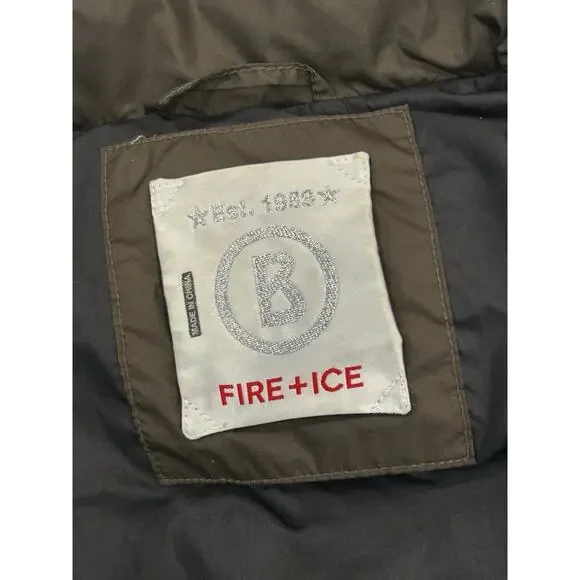 ★ Est. 1989 ★
B
MADE IN CHINA
FIRE+ICE